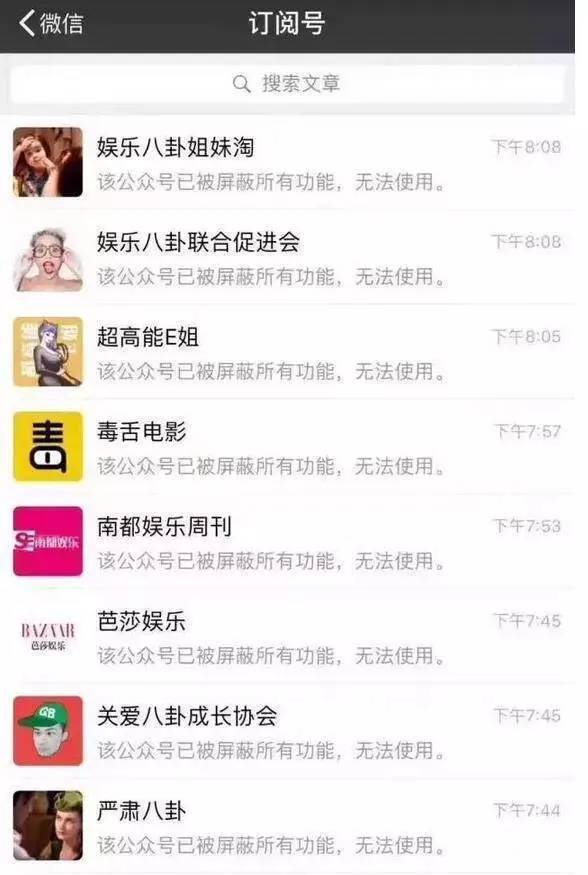 微信
订阅号
搜索文章
娱乐八卦姐妹淘 下午8:08
该公众号已被屏蔽所有功能，无法使用。
娱乐八卦联合促进会 下午8:08
该公众号已被屏蔽所有功能，无法使用。
超高能E姐 下午8:05
该公众号已被屏蔽所有功能，无法使用。
毒
毒舌电影 下午7:57
该公众号已被屏蔽所有功能，无法使用。
南都娱乐
南都娱乐周刊 下午7:53
该公众号已被屏蔽所有功能，无法使用。
BAZAAR
芭莎娱乐
芭莎娱乐 下午7:45
该公众号已被屏蔽所有功能，无法使用。
GB
关爱八卦成长协会 下午7:45
该公众号已被屏蔽所有功能，无法使用。
严肃八卦 下午7:44
该公众号已被屏蔽所有功能，无法使用。